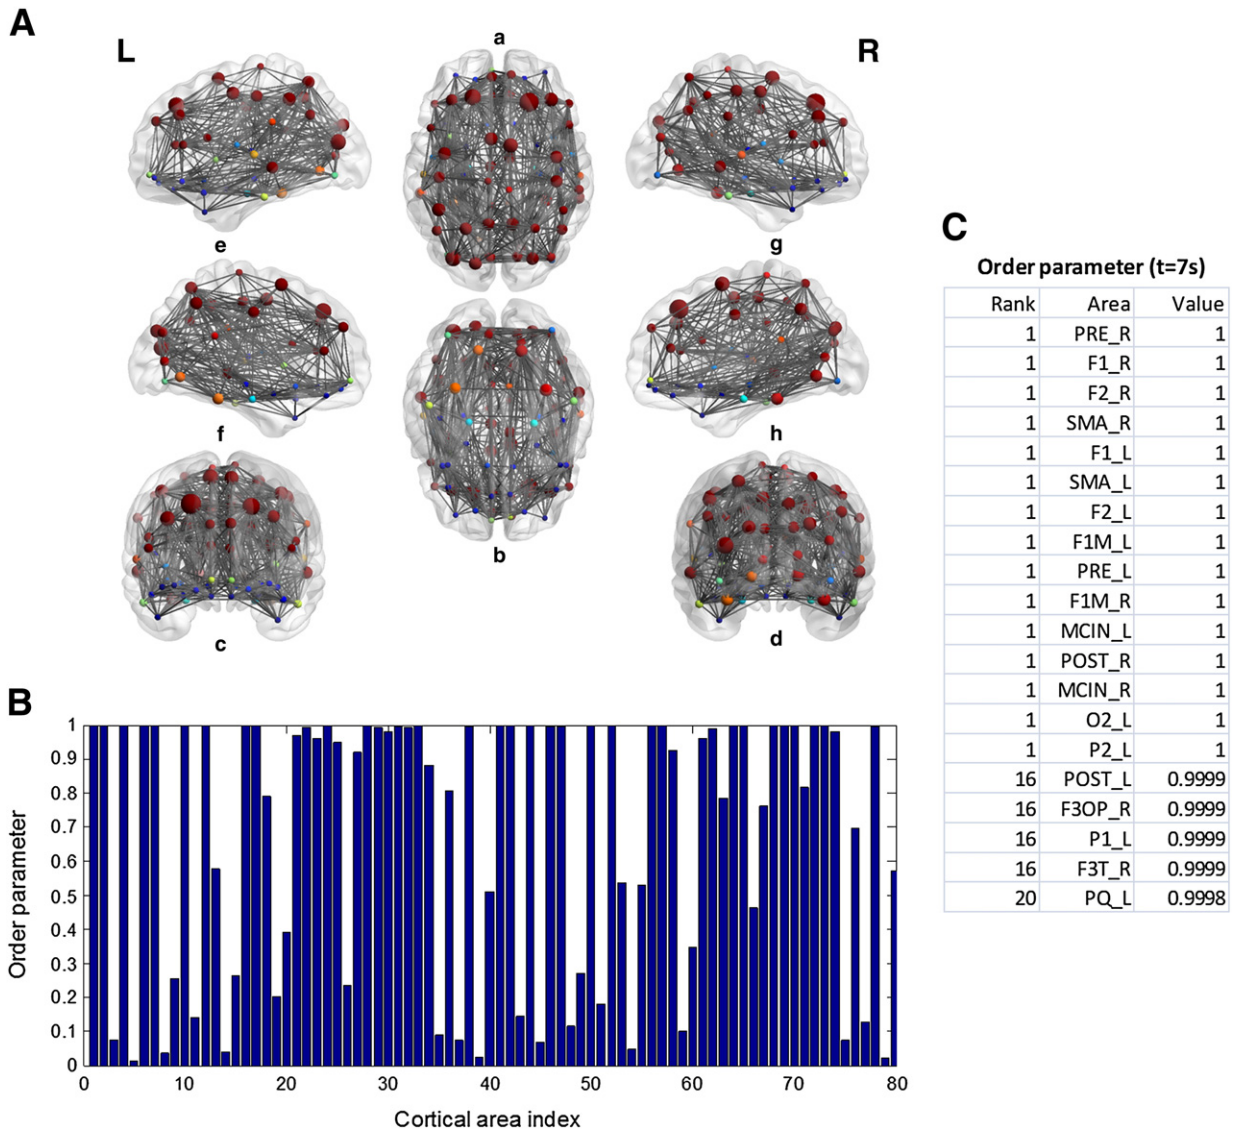 A
L
a
R
e
g
f
h
b
c
d
C
Order parameter (t=7s)
Rank Area Value
1 PRE_R 1
1 F1_R 1
1 F2_R 1
1 SMA_R 1
1 F1_L 1
1 SMA_L 1
1 F2_L 1
1 F1M_L 1
1 PRE_L 1
1 F1M_R 1
1 MCIN_L 1
1 POST_R 1
1 MCIN_R 1
1 O2_L 1
1 P2_L 1
16 POST_L 0.9999
16 F3OP_R 0.9999
16 P1_L 0.9999
16 F3T_R 0.9999
20 PQ_L 0.9998
B
Order parameter
1
0.9
0.8
0.7
0.6
0.5
0.4
0.3
0.2
0.1
0
0 10 20 30 40 50 60 70 80
Cortical area index